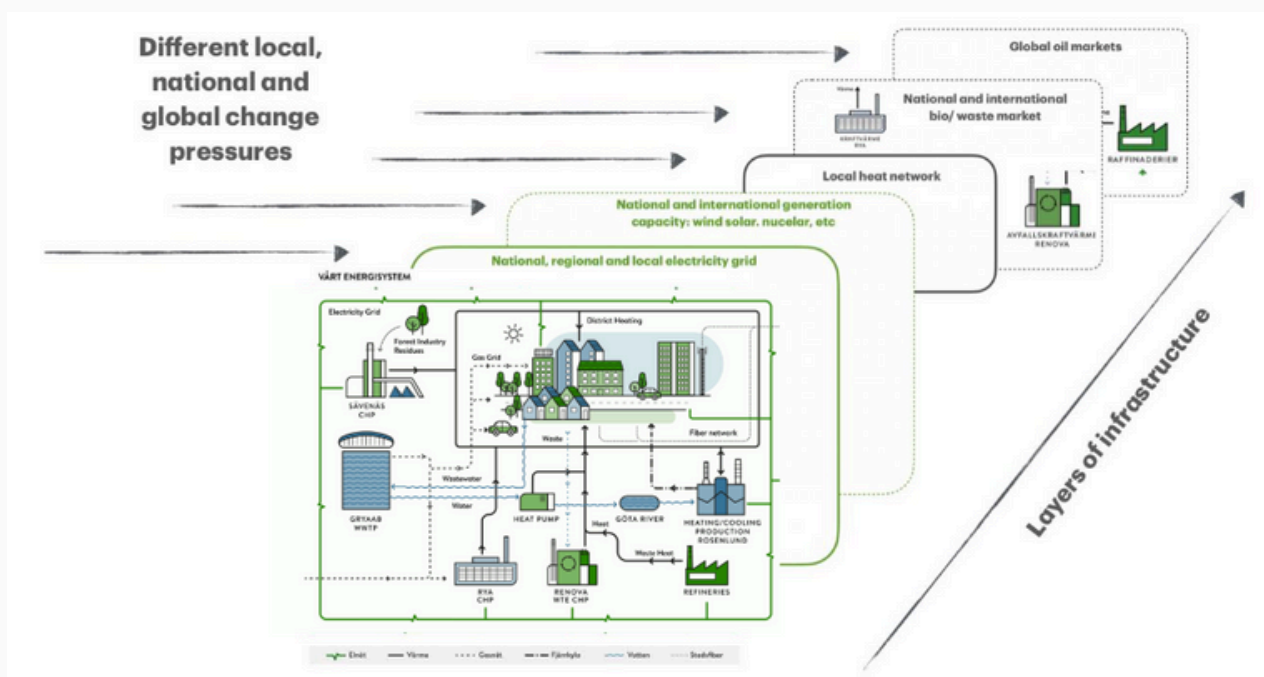 Different local,
national and
global change
pressures
Global oil markets
National and international
bio/ waste market
Värme
KRAFTVÄRME
RYA
RAFFINADERIER
Local heat network
AVFALLSKRAFTVÄRME
RENOVA
National and international generation
capacity: wind solar. nucelar, etc
National, regional and local electricity grid
VÅRT ENERGISYSTEM
Electricity Grid
Forest Industry
Residues
District Heating
Gas Grid
SÄVENÄS
CHP
Fiber network
Waste
Wastewater
Water
GRYAAB
WWTP
HEAT PUMP
GÖTA RIVER
HEATING/COOLING
PRODUCTION
ROSENLUND
Heat
Waste Heat
RYA
CHP
RENOVA
WTE CHP
REFINERIES
Layers of infrastructure
Elnät
Värme
Gasnät
Fjärrkyla
Vatten
Stadsfiber